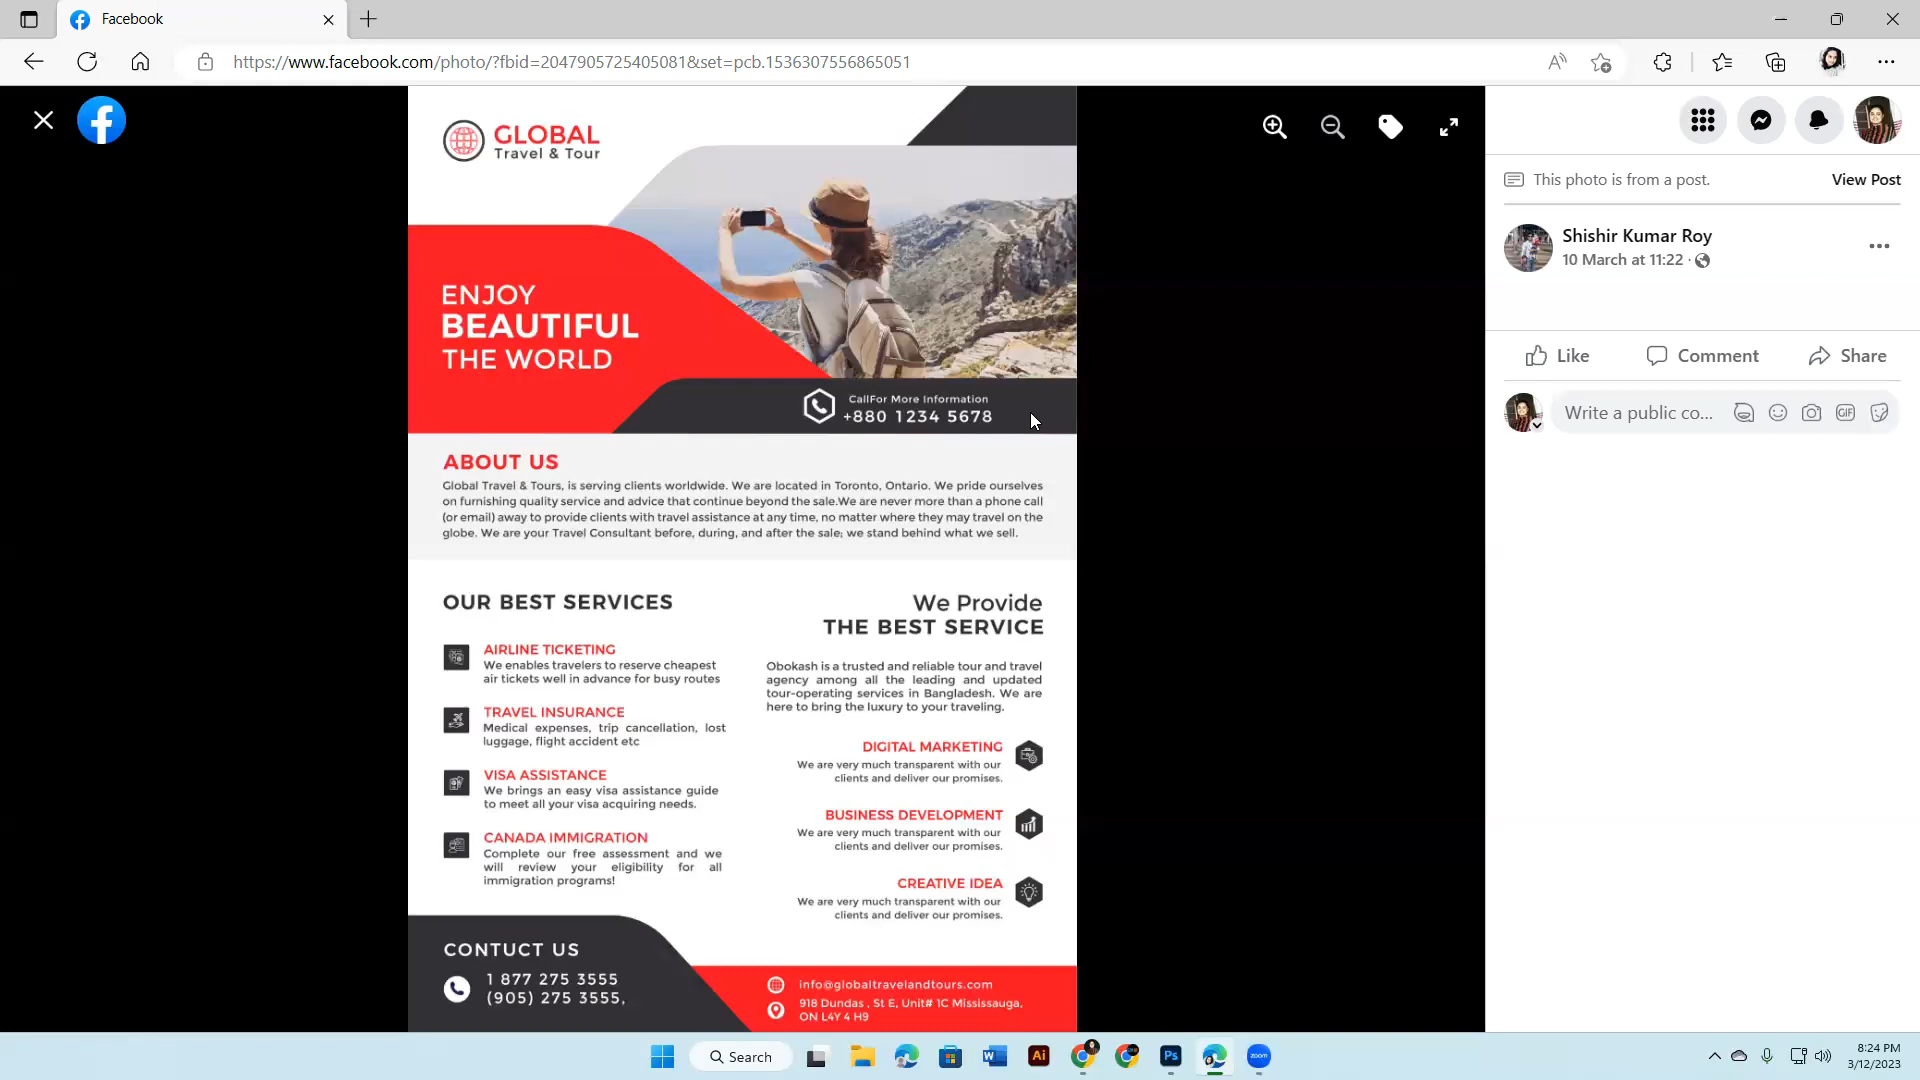 Facebook
https://www.facebook.com/photo/?fbid=2047905725405081&set=pcb.1536307556865051
GLOBAL
Travel & Tour
ENJOY
BEAUTIFUL
THE WORLD
CallFor More Information
+880 1234 5678
ABOUT US
Global Travel & Tours, is serving clients worldwide. We are located in Toronto, Ontario. We pride ourselves
on furnishing quality service and advice that continue beyond the sale.We are never more than a phone call
(or email) away to provide clients with travel assistance at any time, no matter where they may travel on the
globe. We are your Travel Consultant before, during, and after the sale; we stand behind what we sell.
OUR BEST SERVICES
AIRLINE TICKETING
We enables travelers to reserve cheapest
air tickets well in advance for busy routes
TRAVEL INSURANCE
Medical expenses, trip cancellation, lost
luggage, flight accident etc
VISA ASSISTANCE
We brings an easy visa assistance guide
to meet all your visa acquiring needs.
CANADA IMMIGRATION
Complete our free assessment and we
will review your eligibility for all
immigration programs!
We Provide
THE BEST SERVICE
Obokash is a trusted and reliable tour and travel
agency among all the leading and updated
tour-operating services in Bangladesh. We are
here to bring the luxury to your traveling.
DIGITAL MARKETING
We are very much transparent with our
clients and deliver our promises.
BUSINESS DEVELOPMENT
We are very much transparent with our
clients and deliver our promises.
CREATIVE IDEA
We are very much transparent with our
clients and deliver our promises.
CONTUCT US
1 877 275 3555
(905) 275 3555,
info@globaltravelandtours.com
918 Dundas , St E, Unit# 1C Mississauga,
ON L4Y 4 H9
This photo is from a post.
View Post
Shishir Kumar Roy
10 March at 11:22 ·
Like
Comment
Share
Write a public co...
GIF
Search
W
Ai
Ps
zoom
8:24 PM
3/12/2023